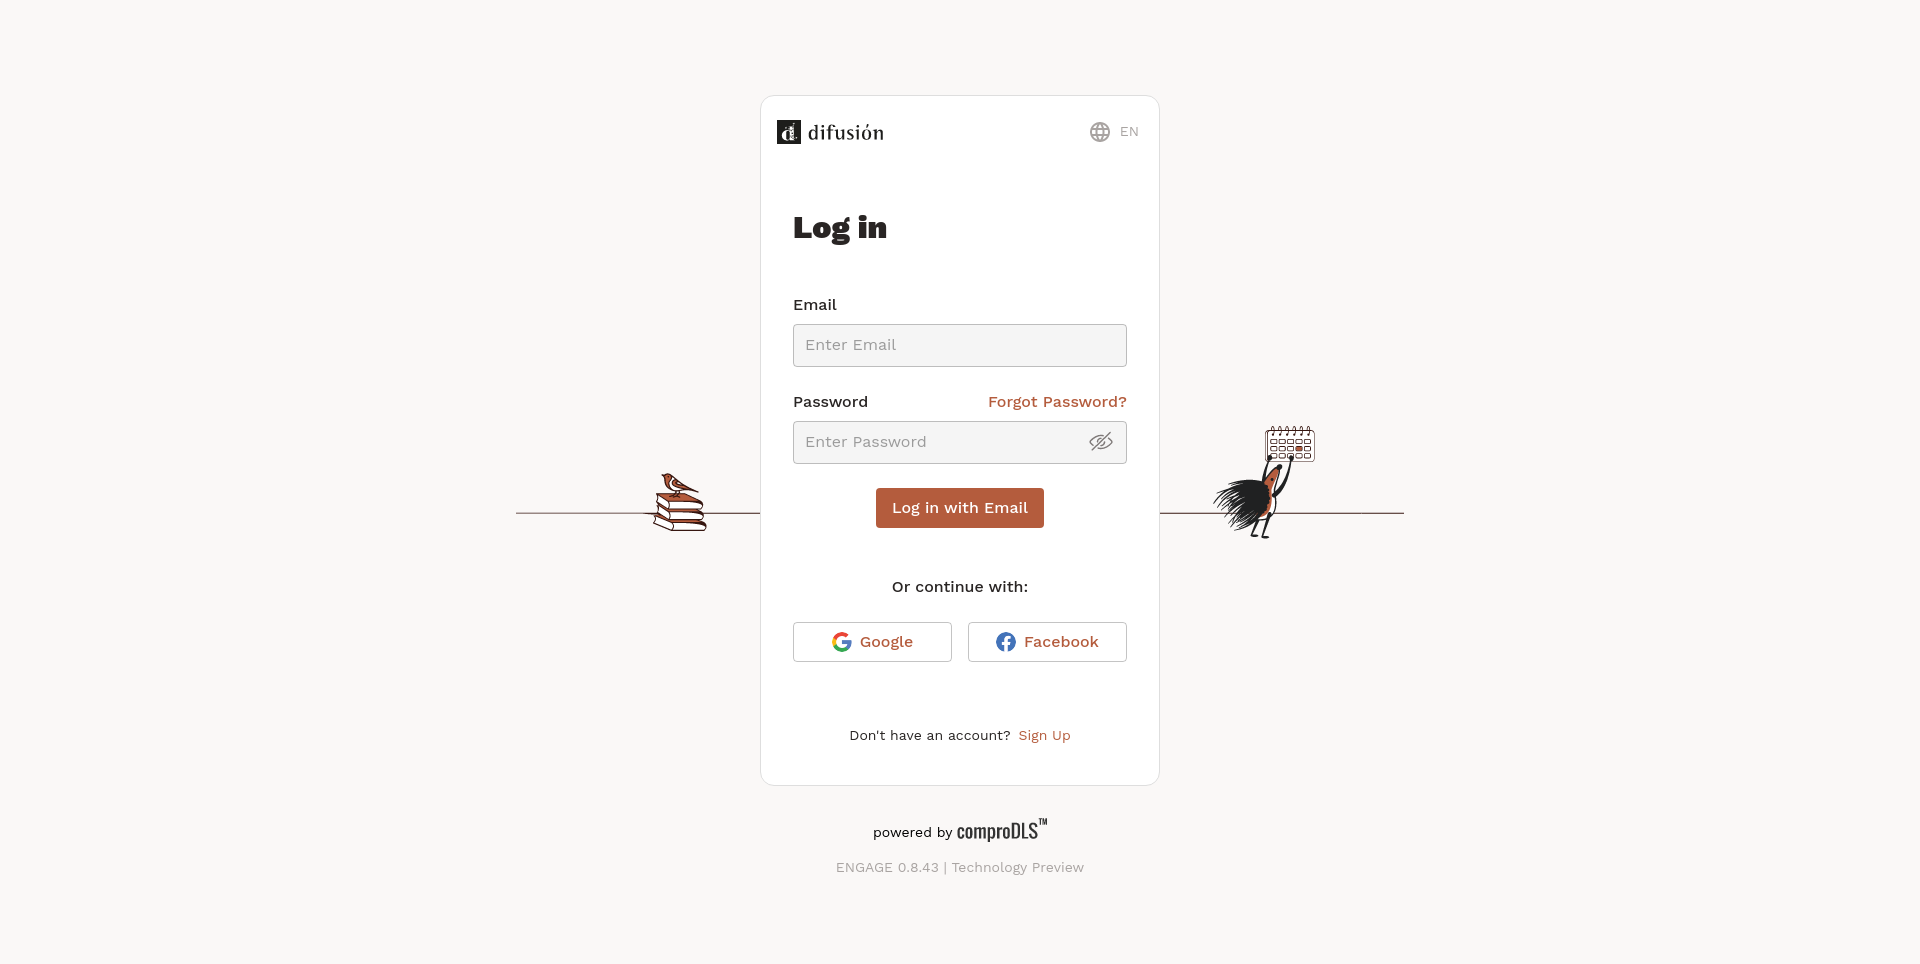 difusión
EN
Log in
Email
Enter Email
Password
Forgot Password?
Enter Password
Log in with Email
Or continue with:
Google
Facebook
Don't have an account? Sign Up
powered by comproDLS™
ENGAGE 0.8.43 | Technology Preview